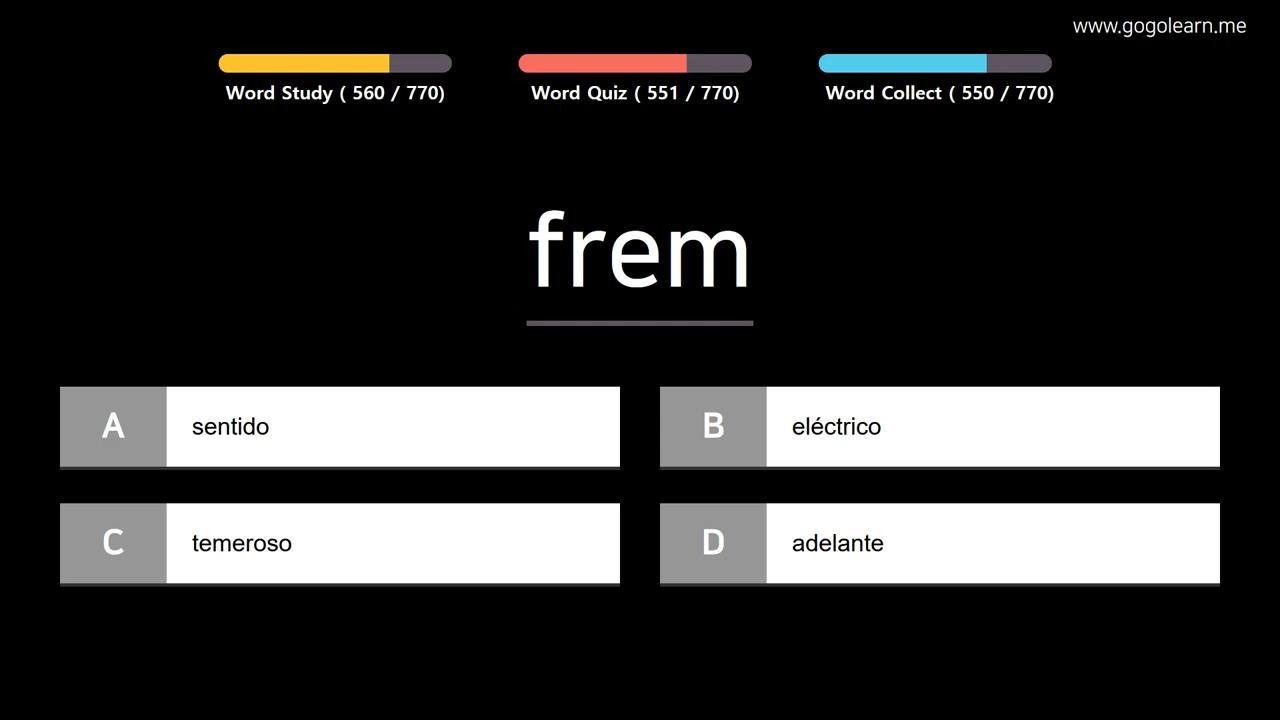 www.gogolearn.me
Word Study ( 560 / 770)
Word Quiz ( 551 / 770)
Word Collect ( 550 / 770)
frem
A sentido
B eléctrico
C temeroso
D adelante